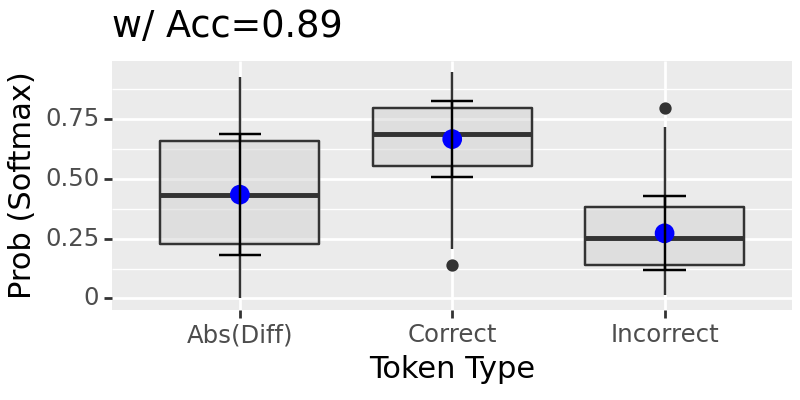 w/ Acc=0.89
Prob (Softmax)
0.75
0.50
0.25
0
Abs(Diff) Correct Incorrect
Token Type